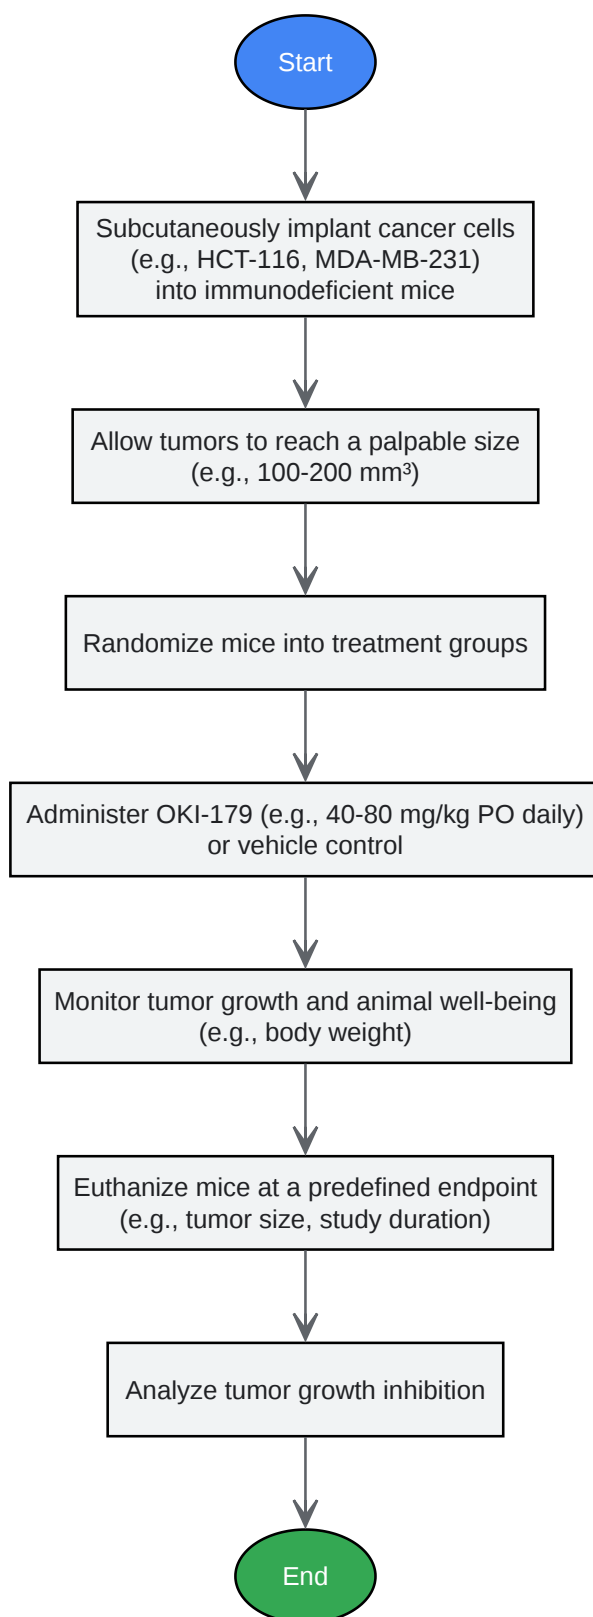 Start
Subcutaneously implant cancer cells
(e.g., HCT-116, MDA-MB-231)
into immunodeficient mice
Allow tumors to reach a palpable size
(e.g., 100-200 mm³)
Randomize mice into treatment groups
Administer OKI-179 (e.g., 40-80 mg/kg PO daily)
or vehicle control
Monitor tumor growth and animal well-being
(e.g., body weight)
Euthanize mice at a predefined endpoint
(e.g., tumor size, study duration)
Analyze tumor growth inhibition
End